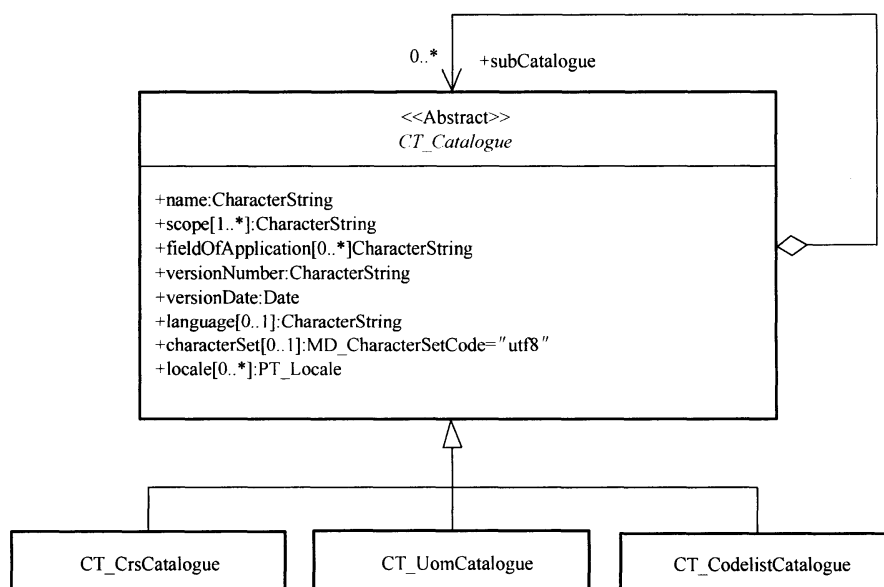 0..* +subCatalogue
<<Abstract>>
CT_Catalogue
+name:CharacterString
+scope[1..*]:CharacterString
+fieldOfApplication[0..*]CharacterString
+versionNumber:CharacterString
+versionDate:Date
+language[0..1]:CharacterString
+characterSet[0..1]:MD_CharacterSetCode="utf8"
+locale[0..*]:PT_Locale
CT_CrsCatalogue
CT_UomCatalogue
CT_CodelistCatalogue